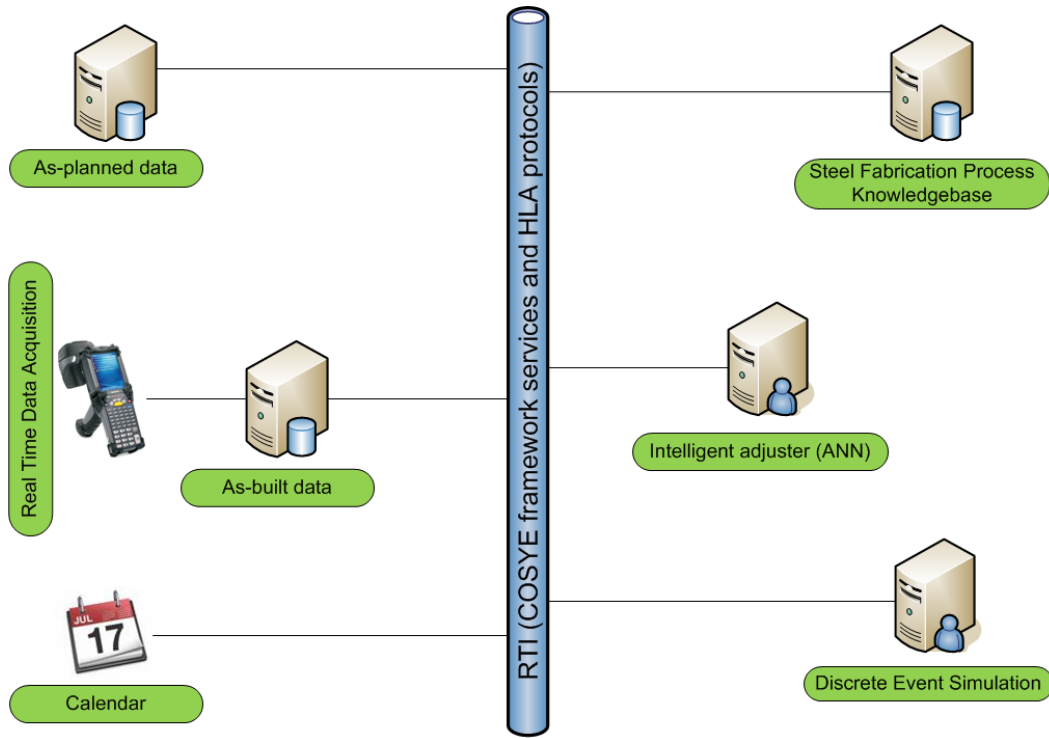 As-planned data
Steel Fabrication Process
Knowledgebase
RTI (COSYE framework services and HLA protocols)
Real Time Data Acquisition
As-built data
Intelligent adjuster (ANN)
JUL
17
Calendar
Discrete Event Simulation